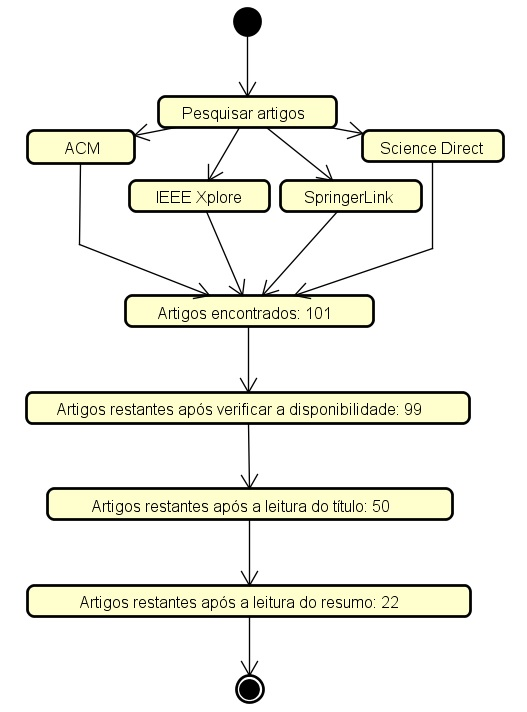 Pesquisar artigos
ACM
Science Direct
IEEE Xplore
SpringerLink
Artigos encontrados: 101
Artigos restantes após verificar a disponibilidade: 99
Artigos restantes após a leitura do título: 50
Artigos restantes após a leitura do resumo: 22